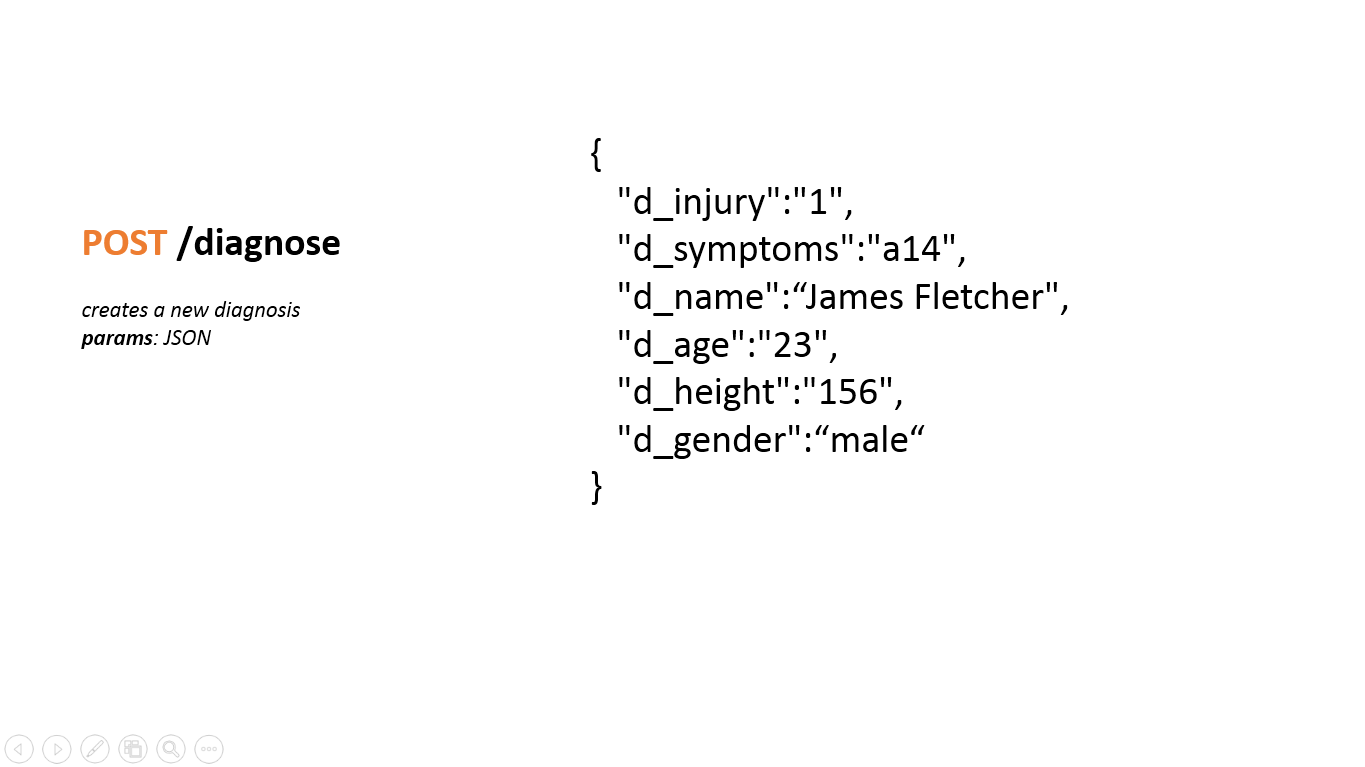 POST /diagnose
creates a new diagnosis
params: JSON
{
"d_injury":"1",
"d_symptoms":"a14",
"d_name":“James Fletcher",
"d_age":"23",
"d_height":"156",
"d_gender":“male“
}